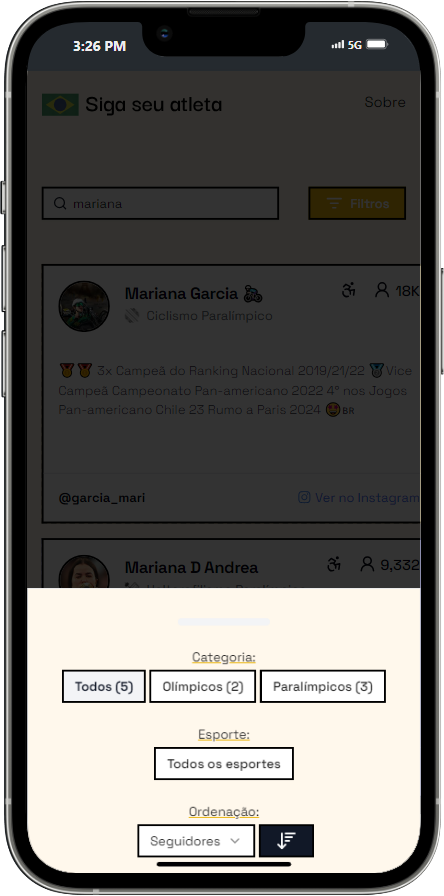 3:26 PM
5G
Siga seu atleta
Sobre
mariana
Filtros
Mariana Garcia
18K
Ciclismo Paralímpico
3x Campeã do Ranking Nacional 2019/21/22 🥈Vice
Campeã Campeonato Pan-americano 2022 4° nos Jogos
Pan-americano Chile 23 Rumo a Paris 2024 BR
@garcia_mari
Ver no Instagram
Mariana D Andrea
9,332
Categoria:
Todos (5)
Olímpicos (2)
Paralímpicos (3)
Esporte:
Todos os esportes
Ordenação:
Seguidores